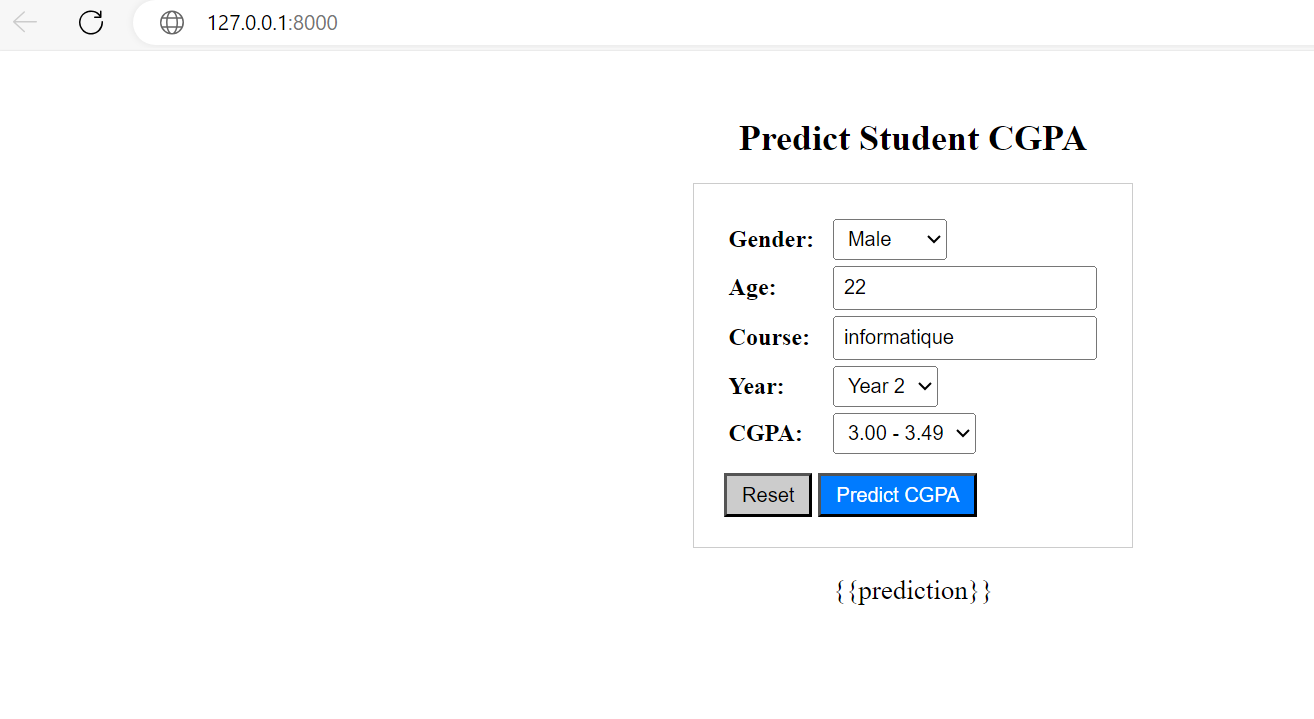 127.0.0.1:8000
Predict Student CGPA
Gender: Male
Age: 22
Course: informatique
Year: Year 2
CGPA: 3.00 - 3.49
Reset Predict CGPA
{{prediction}}